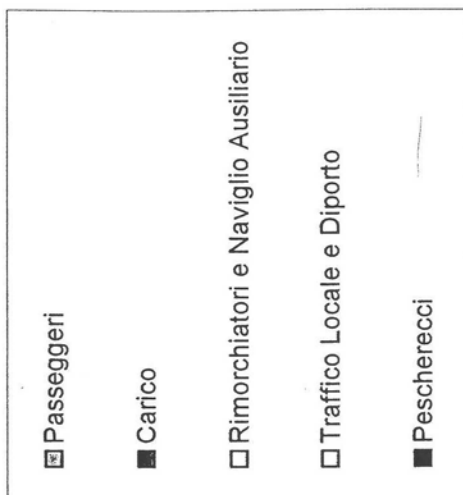 Passeggeri
Carico
Rimorchiatori e Naviglio Ausiliario
Traffico Locale e Diporto
Pescherecci